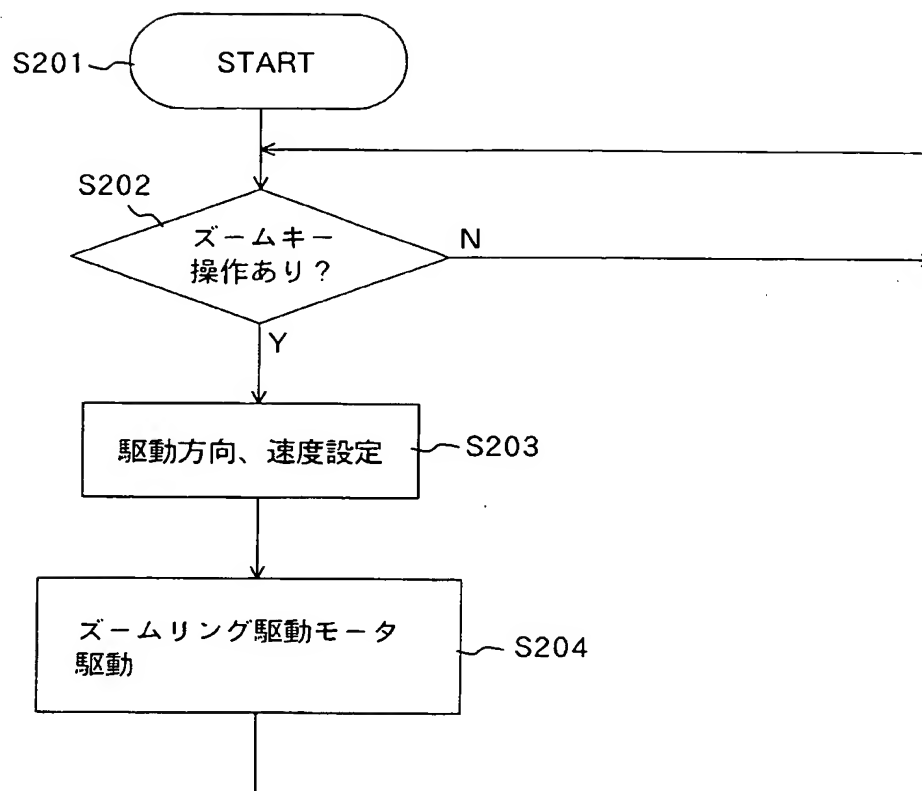 S201
START
S202
ズームキー
操作あり?
N
Y
駆動方向、速度設定
S203
ズームリング駆動モータ
駆動
S204